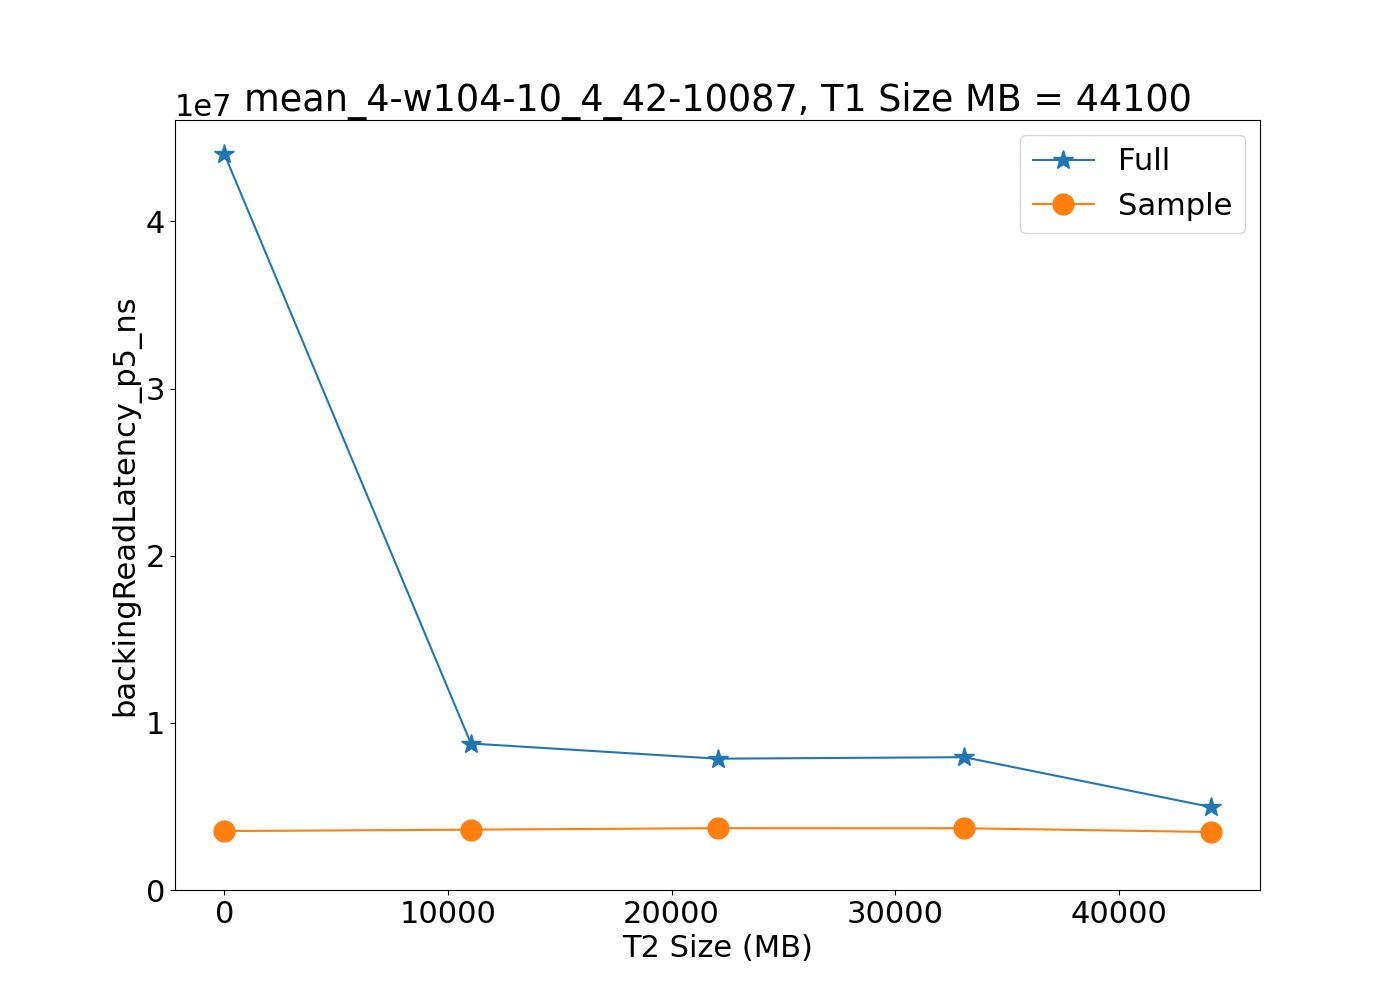 1e7
mean_4-w104-10_4_42-10087, T1 Size MB = 44100
Full
Sample
4
3
2
1
0
backingReadLatency_p5_ns
0 10000 20000 30000 40000
T2 Size (MB)